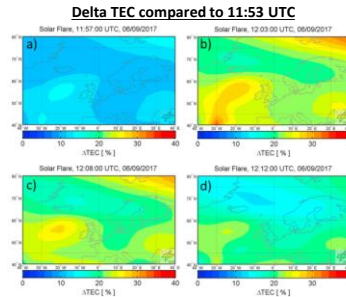 Delta TEC compared to 11:53 UTC
Solar Flare, 11:57:00 UTC, 06/09/2017
Solar Flare, 12:03:00 UTC, 06/09/2017
a)
b)
0 10 20 30 40
0 10 20 30 40
ΔTEC [ % ]
ΔTEC [ % ]
Solar Flare, 12:08:00 UTC, 06/09/2017
Solar Flare, 12:12:00 UTC, 06/09/2017
c)
d)
0 10 20 30 40
0 10 20 30 40
ΔTEC [ % ]
ΔTEC [ % ]